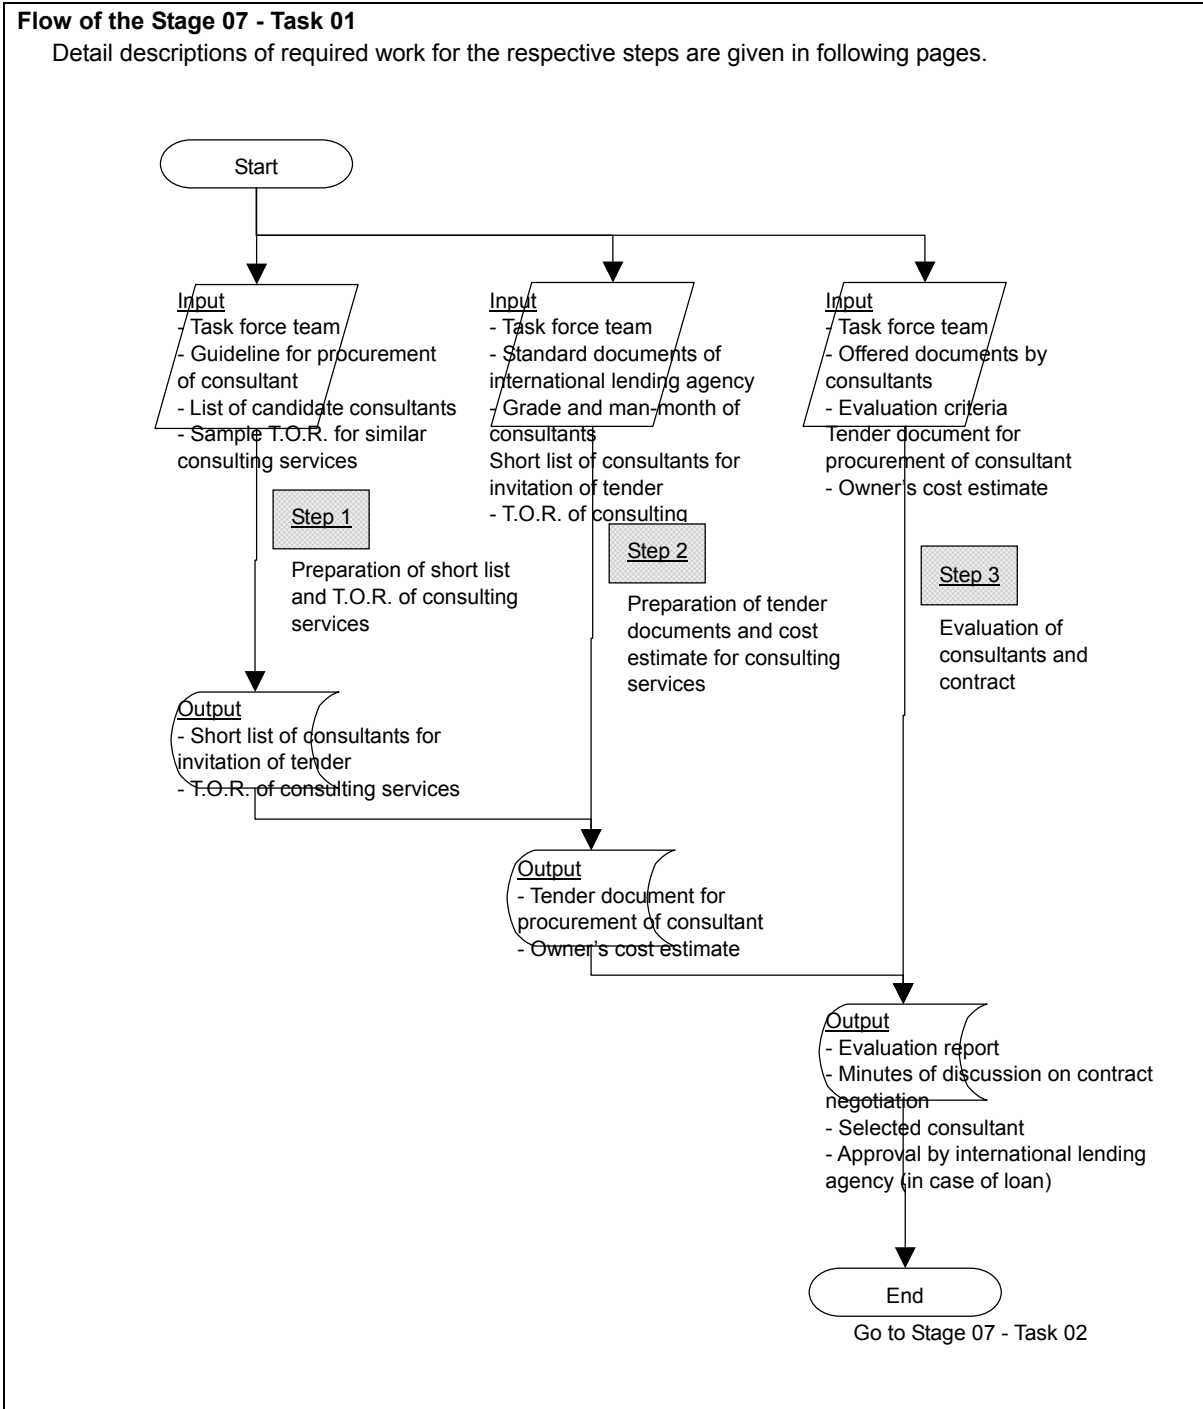 Flow of the Stage 07 - Task 01
Detail descriptions of required work for the respective steps are given in following pages.
Start
Input
- Task force team
- Guideline for procurement
of consultant
- List of candidate consultants
- Sample T.O.R. for similar
consulting services
Input
- Task force team
- Standard documents of
international lending agency
- Grade and man-month of
consultants
Short list of consultants for
invitation of tender
- T.O.R. of consulting
Input
- Task force team
- Offered documents by
consultants
- Evaluation criteria
Tender document for
procurement of consultant
- Owner's cost estimate
Step 1
Preparation of short list
and T.O.R. of consulting
services
Step 2
Preparation of tender
documents and cost
estimate for consulting
services
Step 3
Evaluation of
consultants and
contract
Output
- Short list of consultants for
invitation of tender
- T.O.R. of consulting services
Output
- Tender document for
procurement of consultant
- Owner's cost estimate
Output
- Evaluation report
- Minutes of discussion on contract
negotiation
- Selected consultant
- Approval by international lending
agency (in case of loan)
End
Go to Stage 07 - Task 02